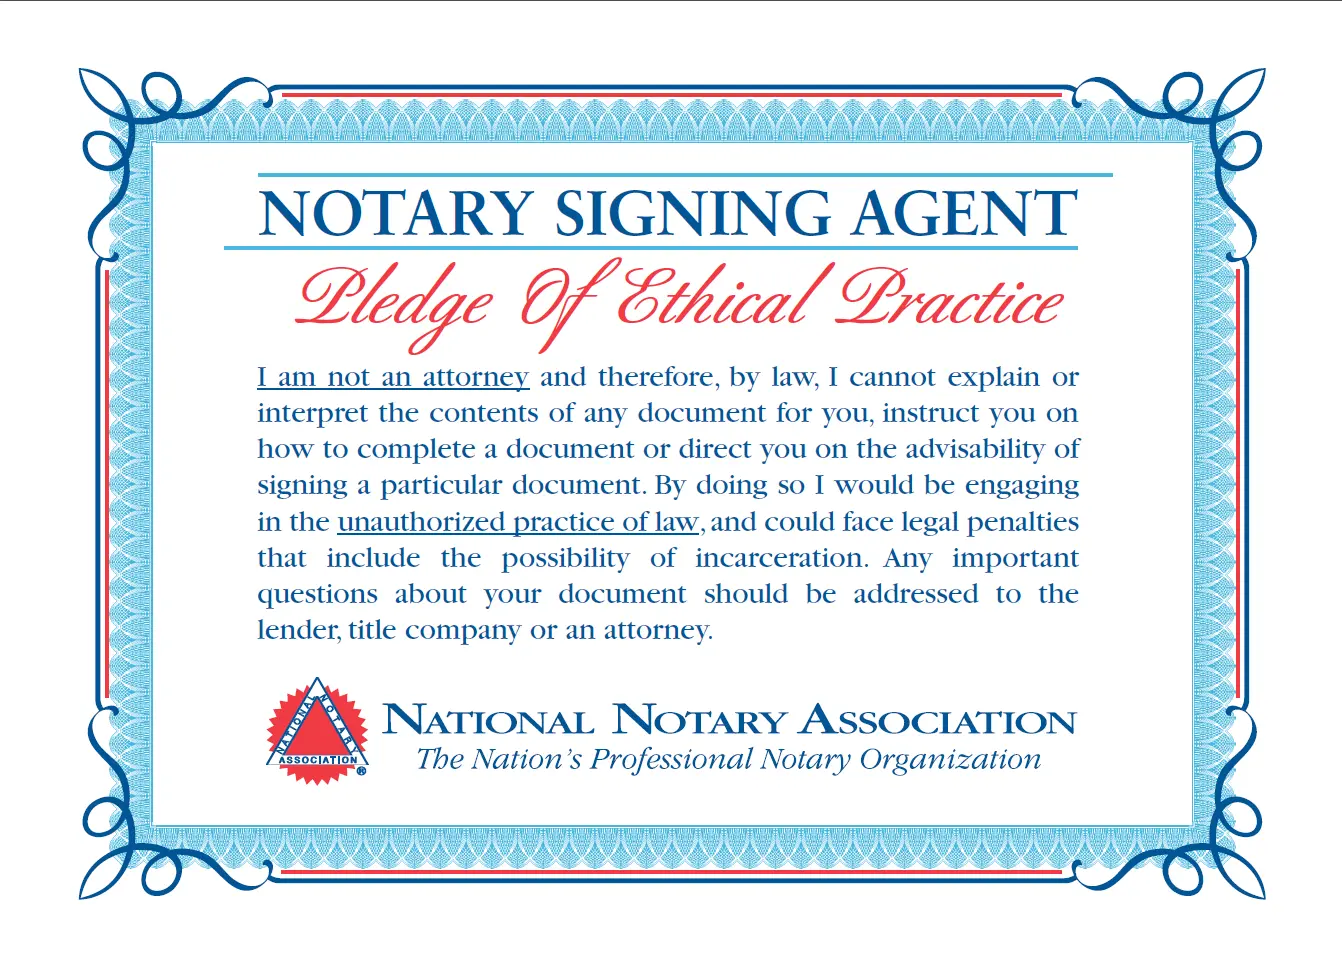 NOTARY SIGNING AGENT
Pledge Of Ethical Practice
I am not an attorney and therefore, by law, I cannot explain or
interpret the contents of any document for you, instruct you on
how to complete a document or direct you on the advisability of
signing a particular document. By doing so I would be engaging
in the unauthorized practice of law, and could face legal penalties
that include the possibility of incarceration. Any important
questions about your document should be addressed to the
lender, title company or an attorney.
NATIONAL NOTARY
ASSOCIATION
®
NATIONAL NOTARY ASSOCIATION
The Nation's Professional Notary Organization